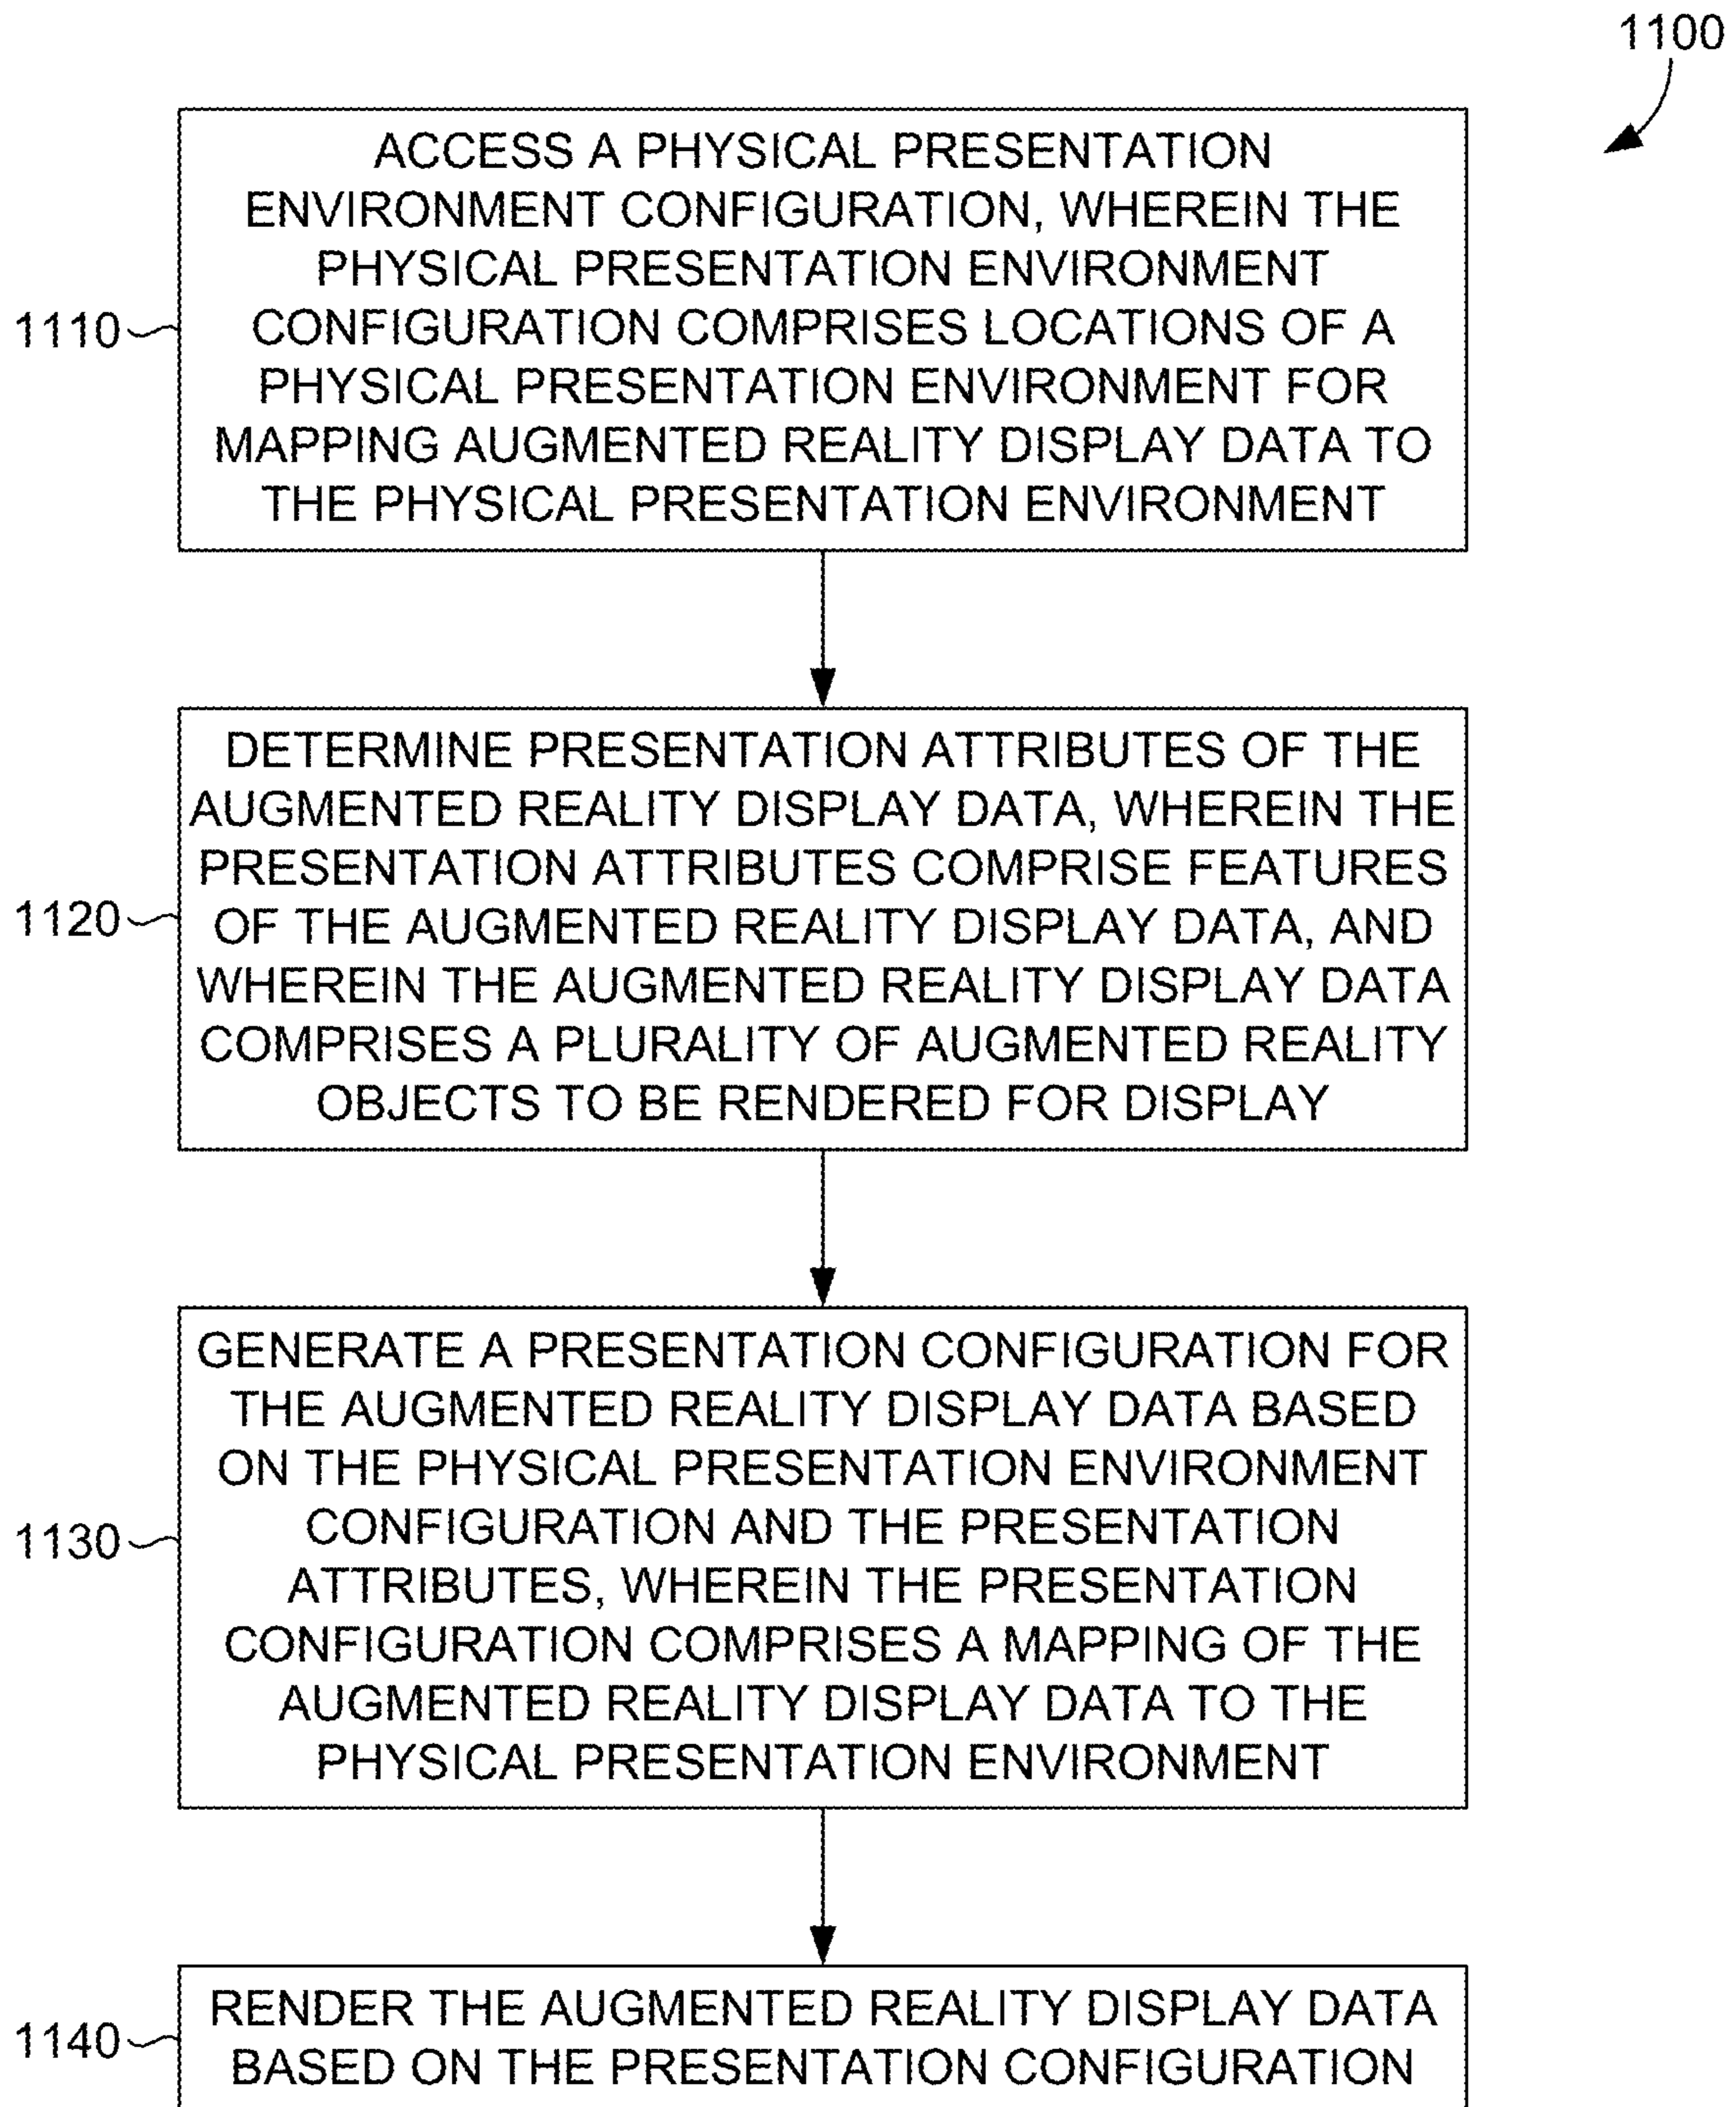 1100
ACCESS A PHYSICAL PRESENTATION
ENVIRONMENT CONFIGURATION, WHEREIN THE
PHYSICAL PRESENTATION ENVIRONMENT
1110
CONFIGURATION COMPRISES LOCATIONS OF A
PHYSICAL PRESENTATION ENVIRONMENT FOR
MAPPING AUGMENTED REALITY DISPLAY DATA TO
THE PHYSICAL PRESENTATION ENVIRONMENT
DETERMINE PRESENTATION ATTRIBUTES OF THE
AUGMENTED REALITY DISPLAY DATA, WHEREIN THE
PRESENTATION ATTRIBUTES COMPRISE FEATURES
1120
OF THE AUGMENTED REALITY DISPLAY DATA, AND
WHEREIN THE AUGMENTED REALITY DISPLAY DATA
COMPRISES A PLURALITY OF AUGMENTED REALITY
OBJECTS TO BE RENDERED FOR DISPLAY
GENERATE A PRESENTATION CONFIGURATION FOR
THE AUGMENTED REALITY DISPLAY DATA BASED
ON THE PHYSICAL PRESENTATION ENVIRONMENT
1130
CONFIGURATION AND THE PRESENTATION
ATTRIBUTES, WHEREIN THE PRESENTATION
CONFIGURATION COMPRISES A MAPPING OF THE
AUGMENTED REALITY DISPLAY DATA TO THE
PHYSICAL PRESENTATION ENVIRONMENT
1140
RENDER THE AUGMENTED REALITY DISPLAY DATA
BASED ON THE PRESENTATION CONFIGURATION